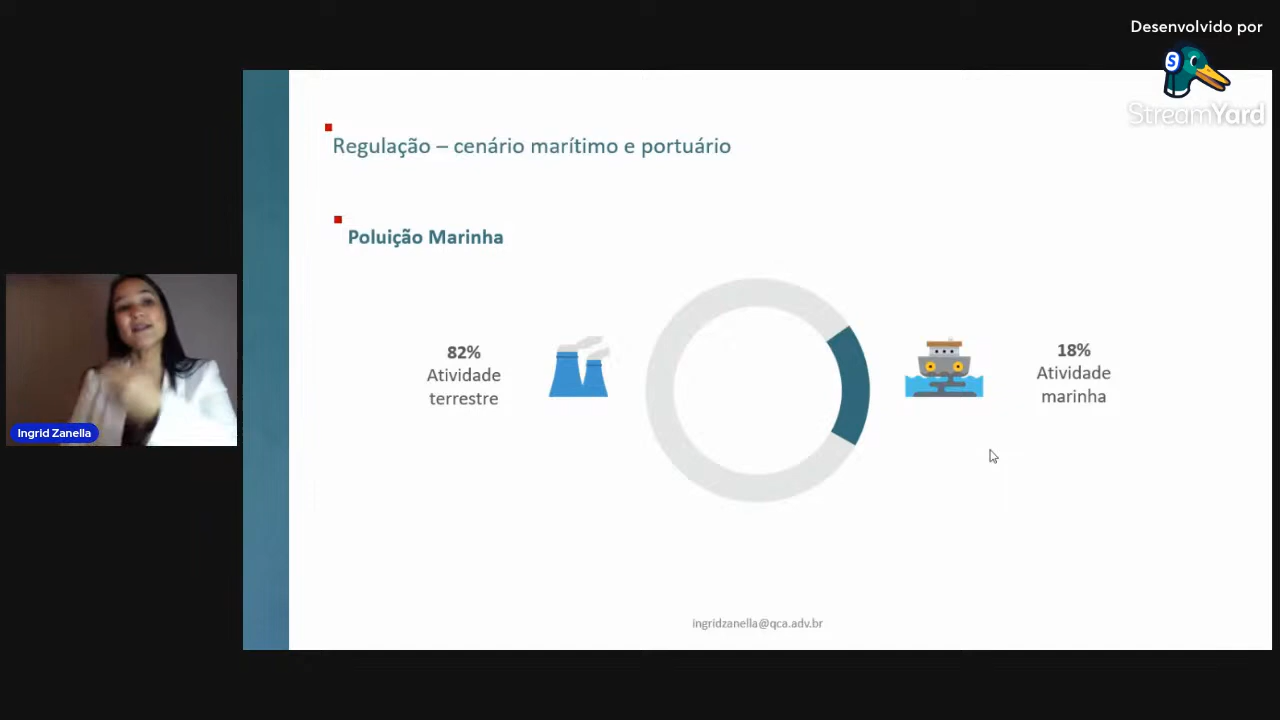 Desenvolvido por
S
StreamYard
Regulação – cenário marítimo e portuário
Poluição Marinha
82%
Atividade
terrestre
18%
Atividade
marinha
Ingrid Zanella
ingridzanella@qca.adv.br